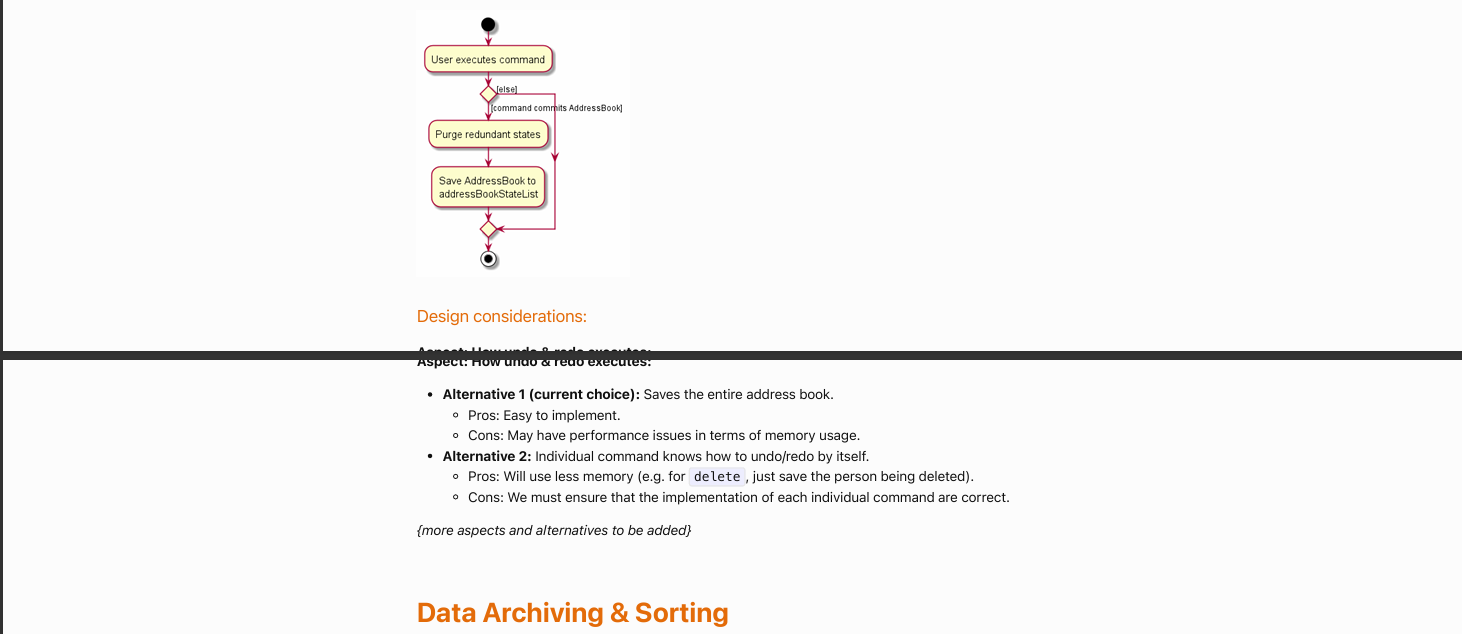 User executes command
[else]
[command commits AddressBook]
Purge redundant states
Save AddressBook to
addressBookStateList
Design considerations:
Aspect: How undo & redo executes:
Aspect: How undo & redo executes:
Alternative 1 (current choice): Saves the entire address book.
Pros: Easy to implement.
Cons: May have performance issues in terms of memory usage.
Alternative 2: Individual command knows how to undo/redo by itself.
Pros: Will use less memory (e.g. for delete, just save the person being deleted).
Cons: We must ensure that the implementation of each individual command are correct.
{more aspects and alternatives to be added}
Data Archiving & Sorting